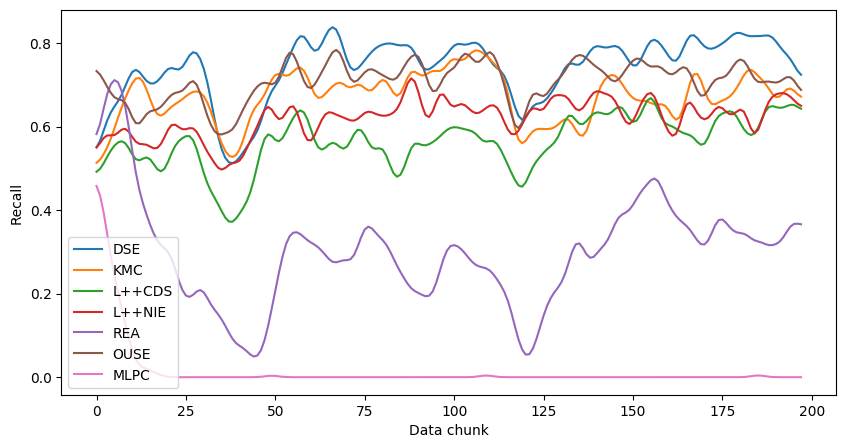 0.8
0.6
0.4
0.2
0.0
Recall
DSE
KMC
L++CDS
L++NIE
REA
OUSE
MLPC
0 25 50 75 100 125 150 175 200
Data chunk